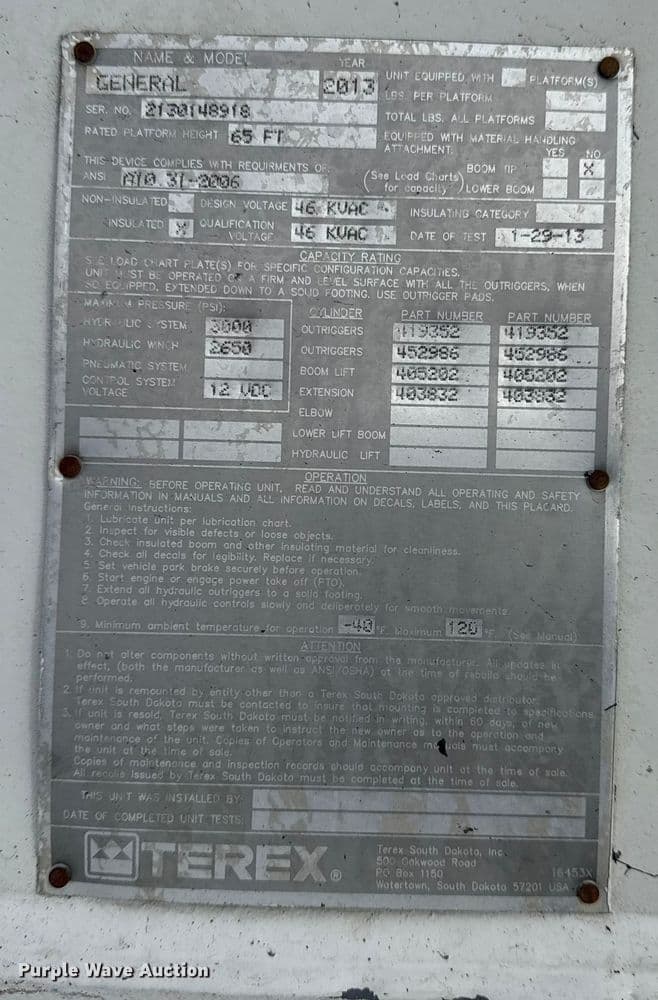 NAME & MODEL YEAR
GENERAL 2013
UNIT EQUIPPED WITH PLATFORM(S)
LBS. PER PLATFORM
SER. NO. 2130148918
TOTAL LBS. ALL PLATFORMS
RATED PLATFORM HEIGHT 65 FT
EQUIPPED WITH MATERIAL HANDLING
ATTACHMENT.
YES NO
THIS DEVICE COMPLIES WITH REQUIRMENTS OF:
ANSI A10 31-2006
(See Load Charts for capacity)
BOOM TIP X
LOWER BOOM
NON-INSULATED DESIGN VOLTAGE 46 KVAC
INSULATING CATEGORY
INSULATED X QUALIFICATION VOLTAGE 46 KVAC
DATE OF TEST 1-29-13
CAPACITY RATING
SEE LOAD CHART PLATE(S) FOR SPECIFIC CONFIGURATION CAPACITIES.
UNIT MUST BE OPERATED ON A FIRM AND LEVEL SURFACE WITH ALL THE OUTRIGGERS, WHEN
SO EQUIPPED, EXTENDED DOWN TO A SOLID FOOTING. USE OUTRIGGER PADS.
MAXIMUM PRESSURE (PSI):
HYDRAULIC SYSTEM 3000
HYDRAULIC WINCH 2650
PNEUMATIC SYSTEM
CONTROL SYSTEM
VOLTAGE 12 VDC
CYLINDER PART NUMBER PART NUMBER
OUTRIGGERS 419352 419352
OUTRIGGERS 452986 452986
BOOM LIFT 405202 405202
EXTENSION 403832 403832
ELBOW
LOWER LIFT BOOM
HYDRAULIC LIFT
OPERATION
WARNING: BEFORE OPERATING UNIT, READ AND UNDERSTAND ALL OPERATING AND SAFETY
INFORMATION IN MANUALS AND ALL INFORMATION ON DECALS, LABELS, AND THIS PLACARD.
General Instructions:
1. Lubricate unit per lubrication chart.
2. Inspect for visible defects or loose objects.
3. Check insulated boom and other insulating material for cleanliness.
4. Check all decals for legibility. Replace if necessary.
5. Set vehicle park brake securely before operation.
6. Start engine or engage power take off (PTO).
7. Extend all hydraulic outriggers to a solid footing.
8. Operate all hydraulic controls slowly and deliberately for smooth movements.
9. Minimum ambient temperature for operation -40 °F. Maximum 120 °F. (See Manual)
ATTENTION
1. Do not alter components without written approval from the manufacturer. All updates in
effect, (both the manufacturer as well as ANSI/OSHA) at the time of resale should be
performed.
2. If unit is remounted by entity other than a Terex South Dakota approved distributor,
Terex South Dakota must be contacted to insure that mounting is completed to specifications.
3. If unit is resold, Terex South Dakota must be notified in writing, within 60 days, of new
owner and what steps were taken to instruct the new owner as to the operation and
maintenance of the unit. Copies of Operators and Maintenance manuals must accompany
the unit at the time of sale.
Copies of maintenance and inspection records should accompany unit at the time of sale.
All recalls issued by Terex South Dakota must be completed at the time of sale.
THIS UNIT WAS INSTALLED BY:
DATE OF COMPLETED UNIT TESTS:
TEREX®
Terex South Dakota, Inc.
500 Oakwood Road
PO Box 1150
Watertown, South Dakota 57201 USA
16453X
Purple Wave Auction